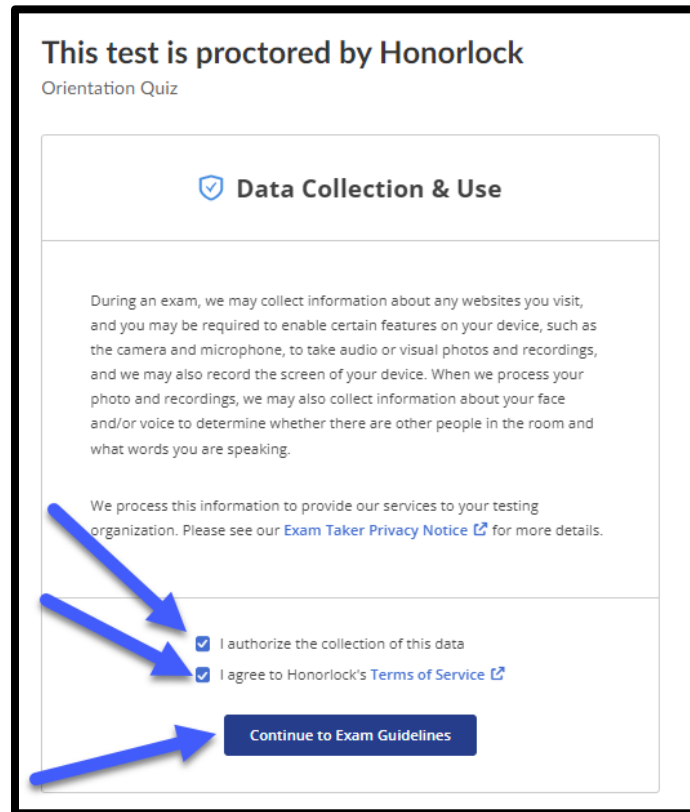 This test is proctored by Honorlock
Orientation Quiz
Data Collection & Use
During an exam, we may collect information about any websites you visit,
and you may be required to enable certain features on your device, such as
the camera and microphone, to take audio or visual photos and recordings,
and we may also record the screen of your device. When we process your
photo and recordings, we may also collect information about your face
and/or voice to determine whether there are other people in the room and
what words you are speaking.
We process this information to provide our services to your testing
organization. Please see our Exam Taker Privacy Notice for more details.
I authorize the collection of this data
I agree to Honorlock's Terms of Service
Continue to Exam Guidelines